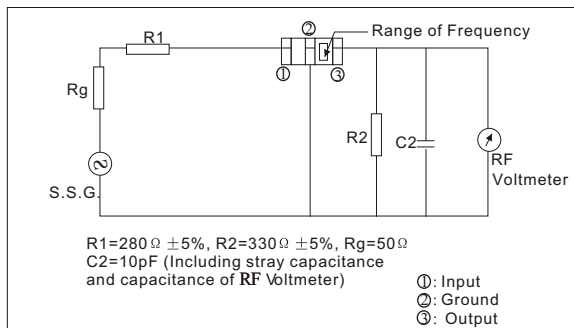 ②
Range of Frequency
R1
①
③
Rg
R2
C2
RF
Voltmeter
S.S.G.
R1=280Ω ±5%, R2=330Ω ±5%, Rg=50Ω
C2=10pF (Including stray capacitance
and capacitance of RF Voltmeter)
①: Input
②: Ground
③: Output